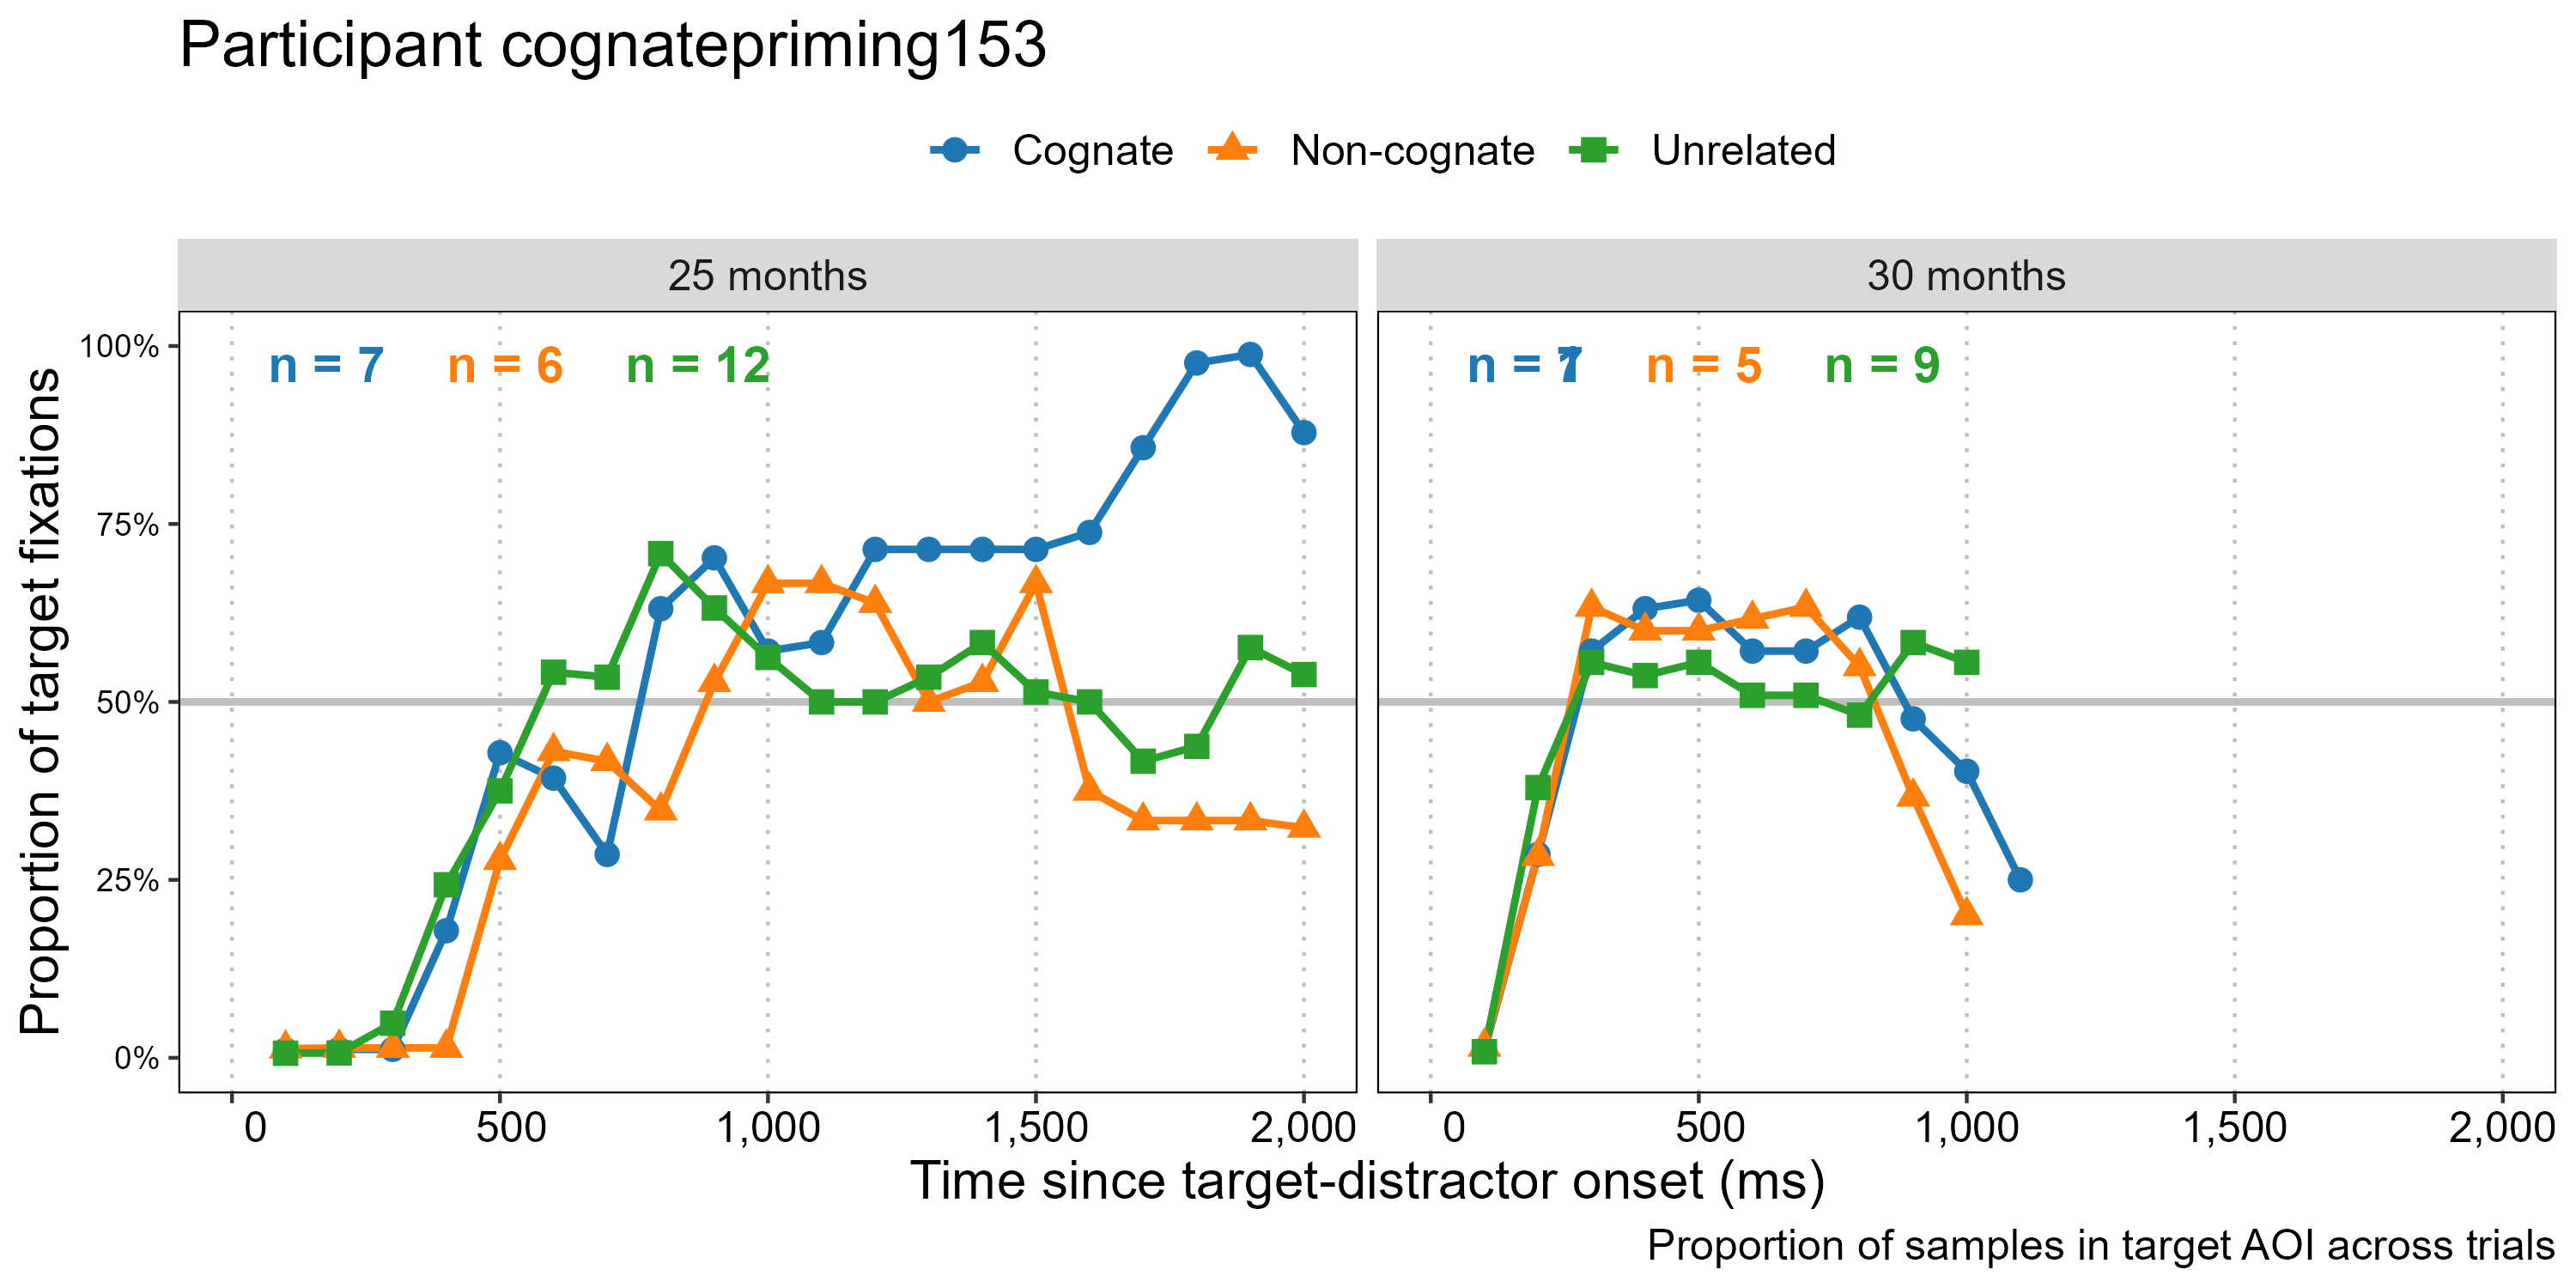 Participant cognatepriming153
Cognate Non-cognate Unrelated
25 months 30 months
n = 7 n = 6 n = 12
n = n = 5 n = 9
100%
75%
50%
25%
0%
Proportion of target fixations
0 500 1,000 1,500 2,000
0 500 1,000 1,500 2,000
Time since target-distractor onset (ms)
Proportion of samples in target AOI across trials